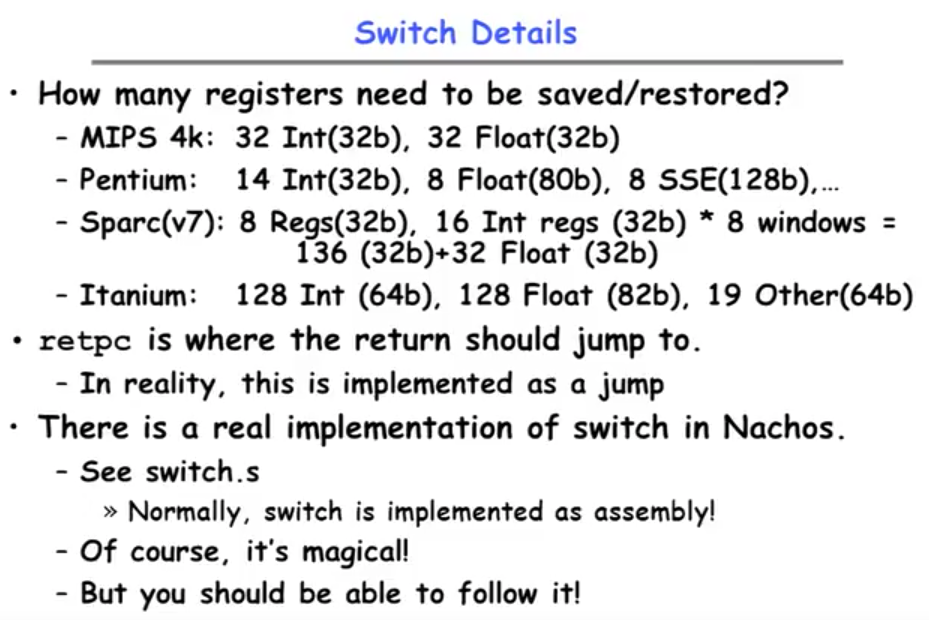 Switch Details
• How many registers need to be saved/restored?
– MIPS 4k: 32 Int(32b), 32 Float(32b)
– Pentium: 14 Int(32b), 8 Float(80b), 8 SSE(128b),…
– Sparc(v7): 8 Regs(32b), 16 Int regs (32b) * 8 windows =
136 (32b)+32 Float (32b)
– Itanium: 128 Int (64b), 128 Float (82b), 19 Other(64b)
• retpc is where the return should jump to.
– In reality, this is implemented as a jump
• There is a real implementation of switch in Nachos.
– See switch.s
» Normally, switch is implemented as assembly!
– Of course, it's magical!
– But you should be able to follow it!